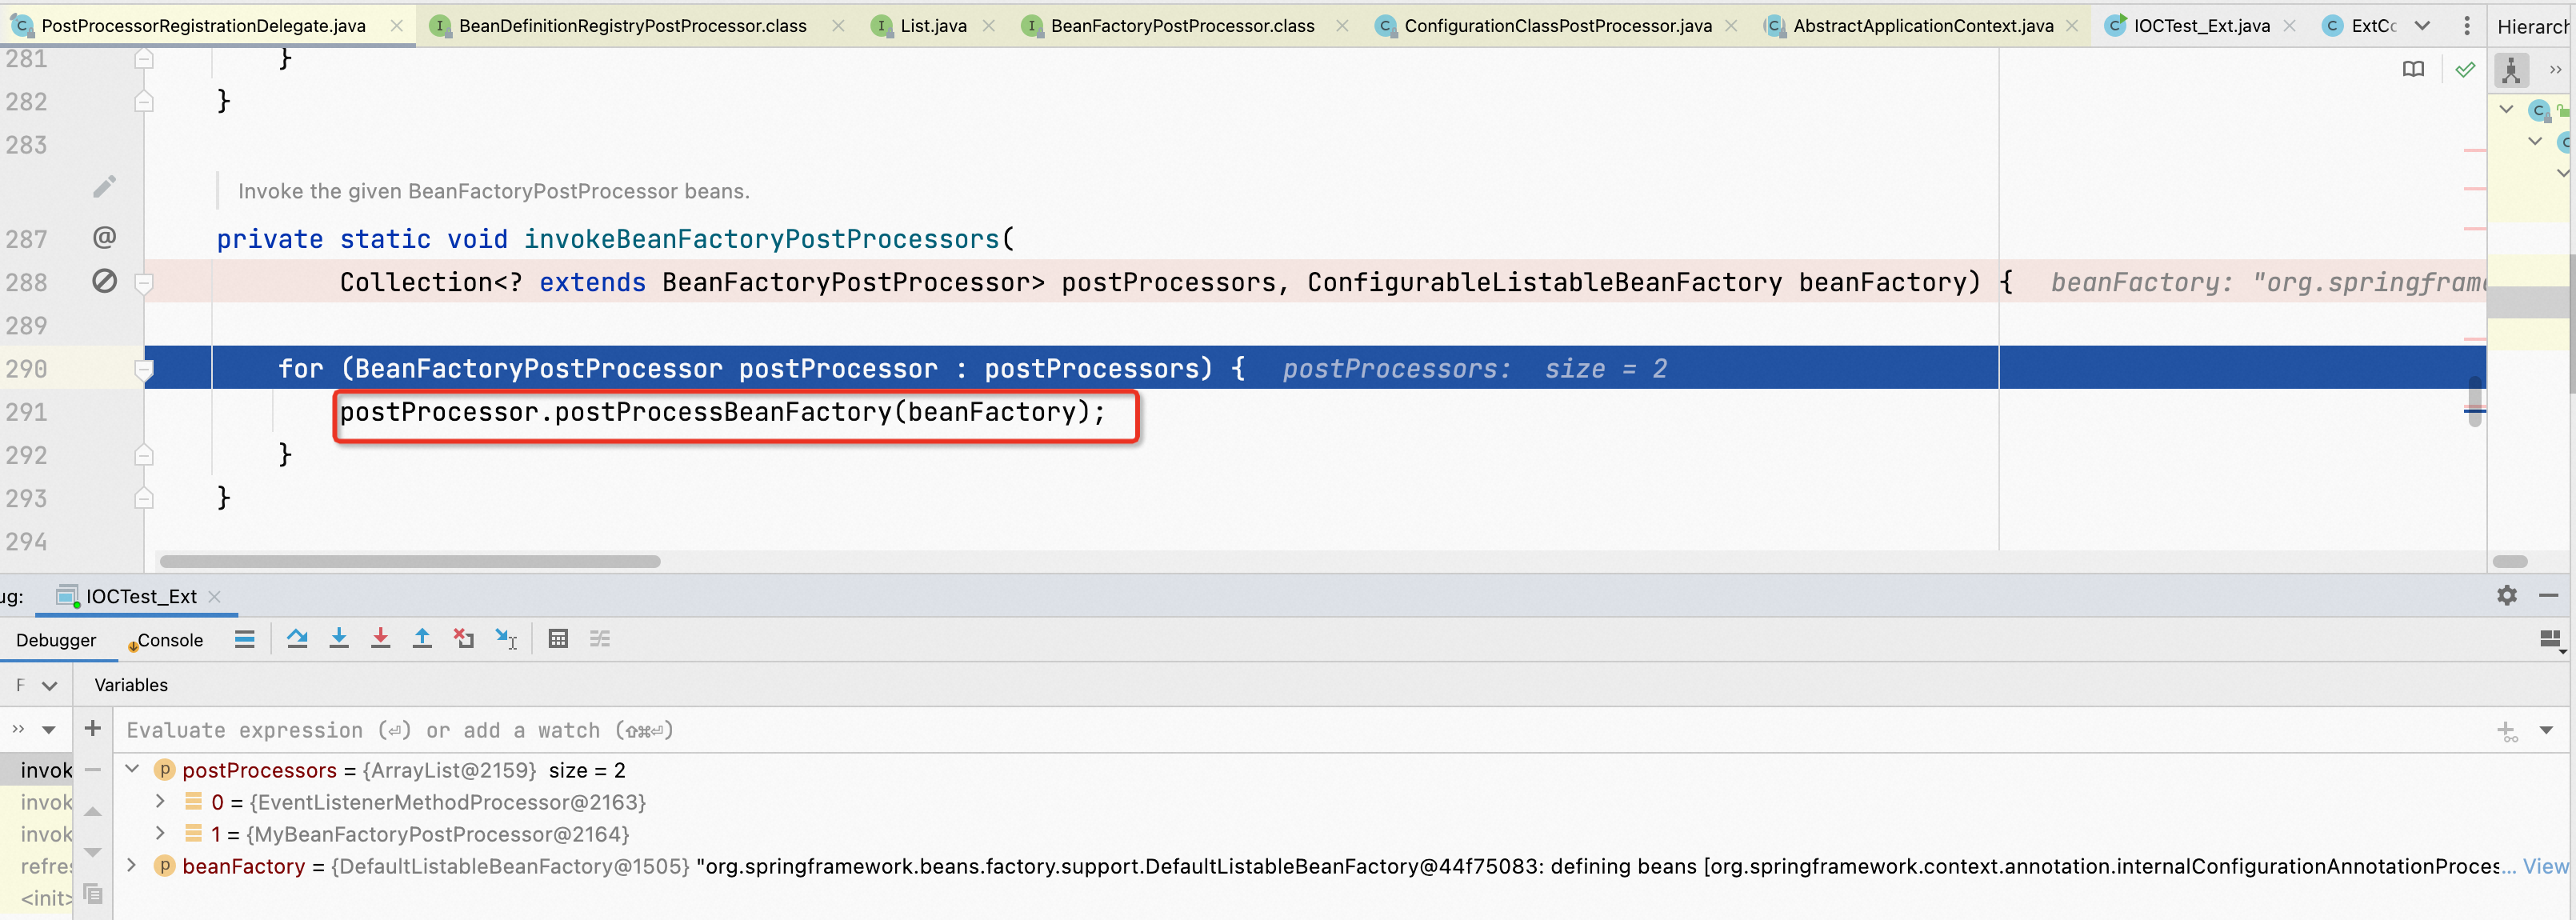 PostProcessorRegistrationDelegate.java BeanDefinitionRegistryPostProcessor.class List.java BeanFactoryPostProcessor.class ConfigurationClassPostProcessor.java AbstractApplicationContext.java IOCTest_Ext.java ExtCc Hierarch
281 }
282 }
283
Invoke the given BeanFactoryPostProcessor beans.
287 @ private static void invokeBeanFactoryPostProcessors(
288 Collection<? extends BeanFactoryPostProcessor> postProcessors, ConfigurableListableBeanFactory beanFactory) { beanFactory: "org.springframe
289
290 for (BeanFactoryPostProcessor postProcessor : postProcessors) { postProcessors: size = 2
291 postProcessor.postProcessBeanFactory(beanFactory);
292 }
293 }
294
ug: IOCTest_Ext
Debugger Console
F Variables
Evaluate expression (⏎) or add a watch (⇧⌘⏎)
invok
postProcessors = {ArrayList@2159} size = 2
invok
0 = {EventListenerMethodProcessor@2163}
invok
1 = {MyBeanFactoryPostProcessor@2164}
refres
beanFactory = {DefaultListableBeanFactory@1505} "org.springframework.beans.factory.support.DefaultListableBeanFactory@44f75083: defining beans [org.springframework.context.annotation.internalConfigurationAnnotationProces... View
<init>